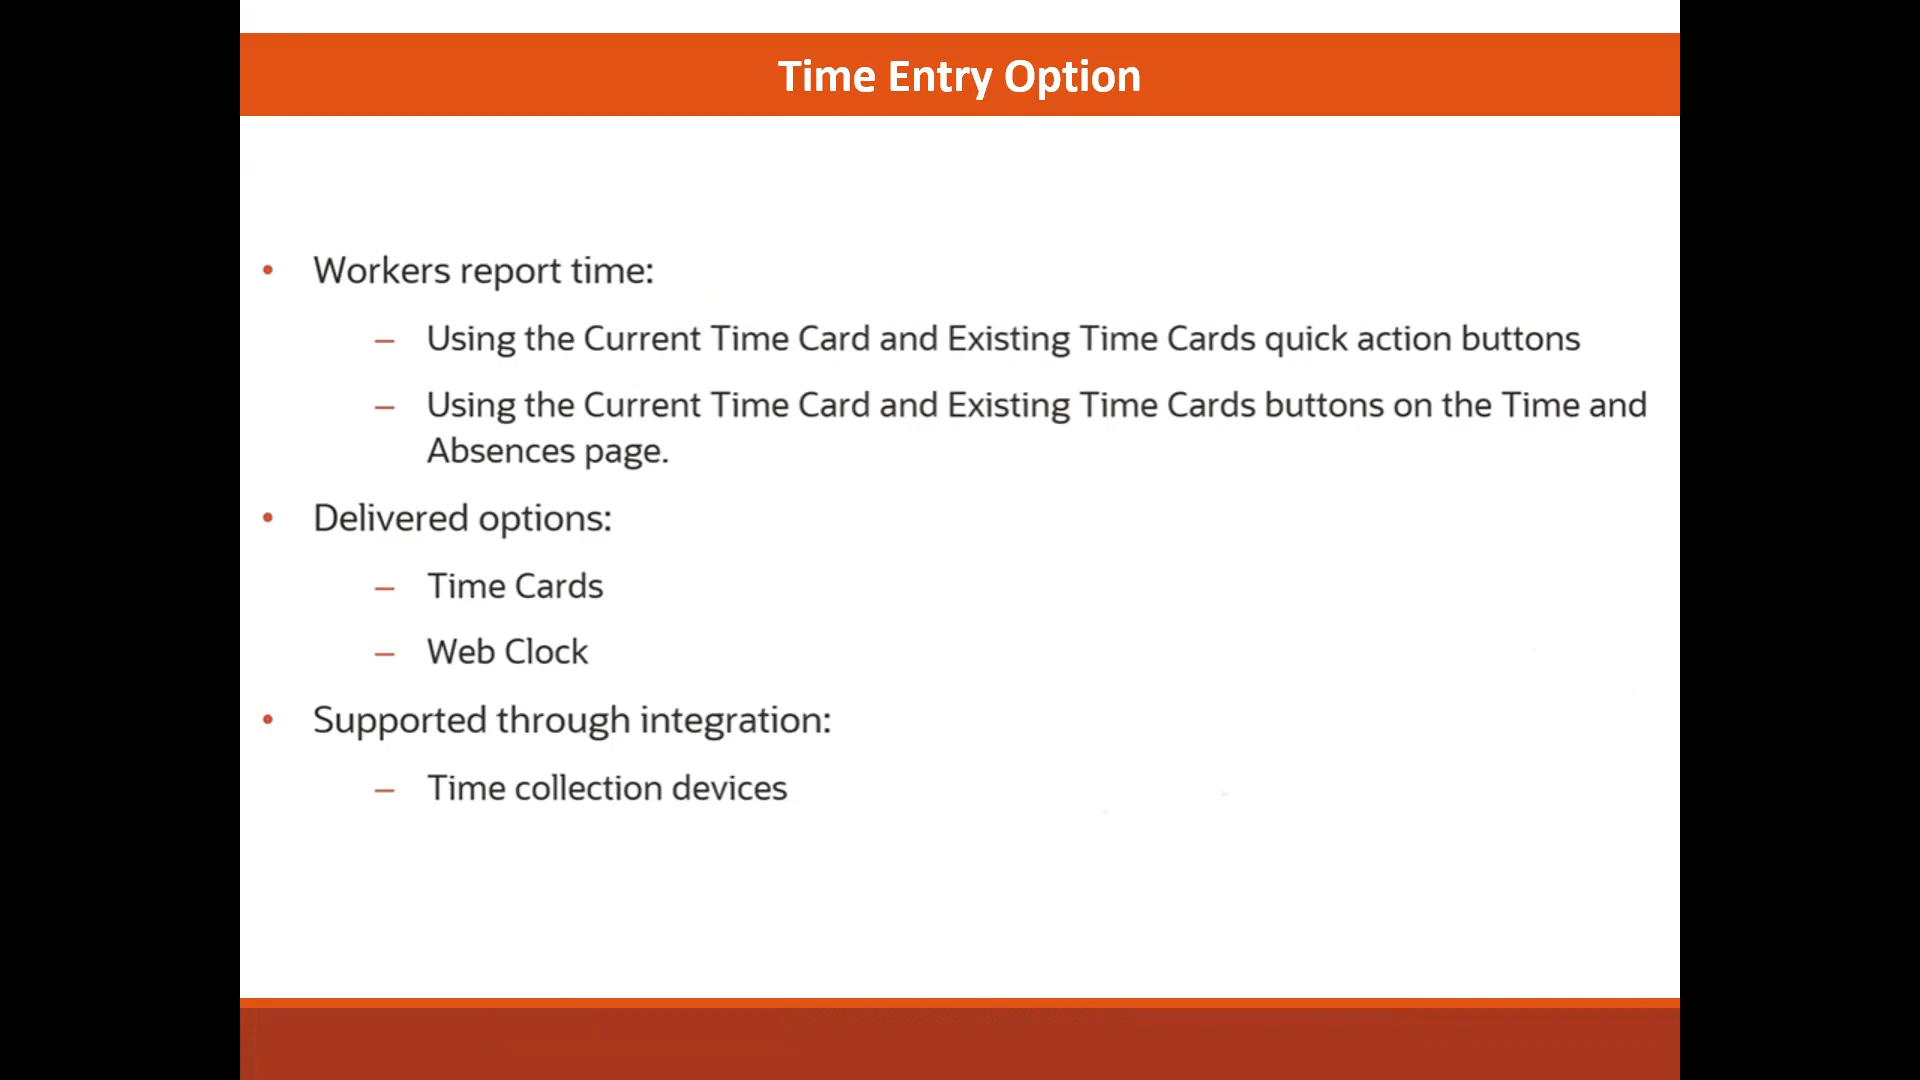 Time Entry Option
• Workers report time:
– Using the Current Time Card and Existing Time Cards quick action buttons
– Using the Current Time Card and Existing Time Cards buttons on the Time and
Absences page.
• Delivered options:
– Time Cards
– Web Clock
• Supported through integration:
– Time collection devices